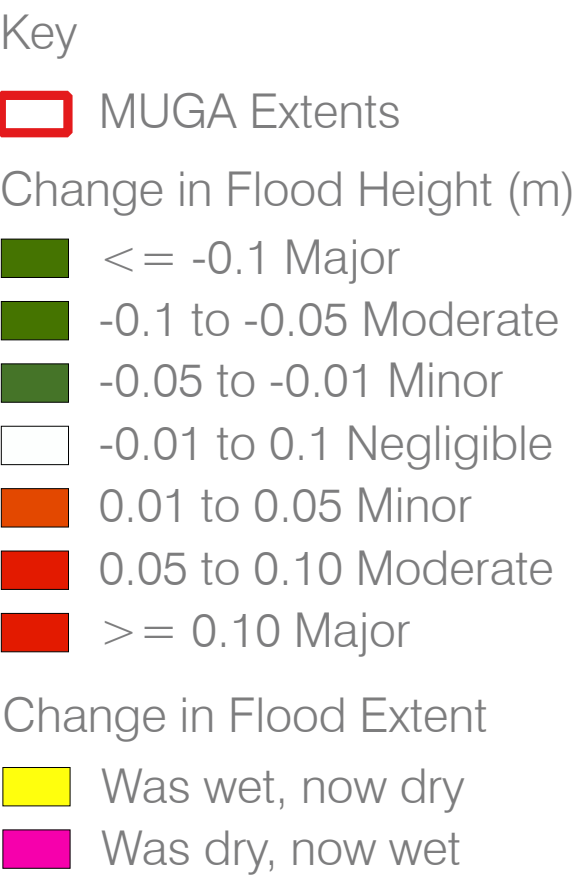 Key
MUGA Extents
Change in Flood Height (m)
<= -0.1 Major
-0.1 to -0.05 Moderate
-0.05 to -0.01 Minor
-0.01 to 0.1 Negligible
0.01 to 0.05 Minor
0.05 to 0.10 Moderate
>= 0.10 Major
Change in Flood Extent
Was wet, now dry
Was dry, now wet